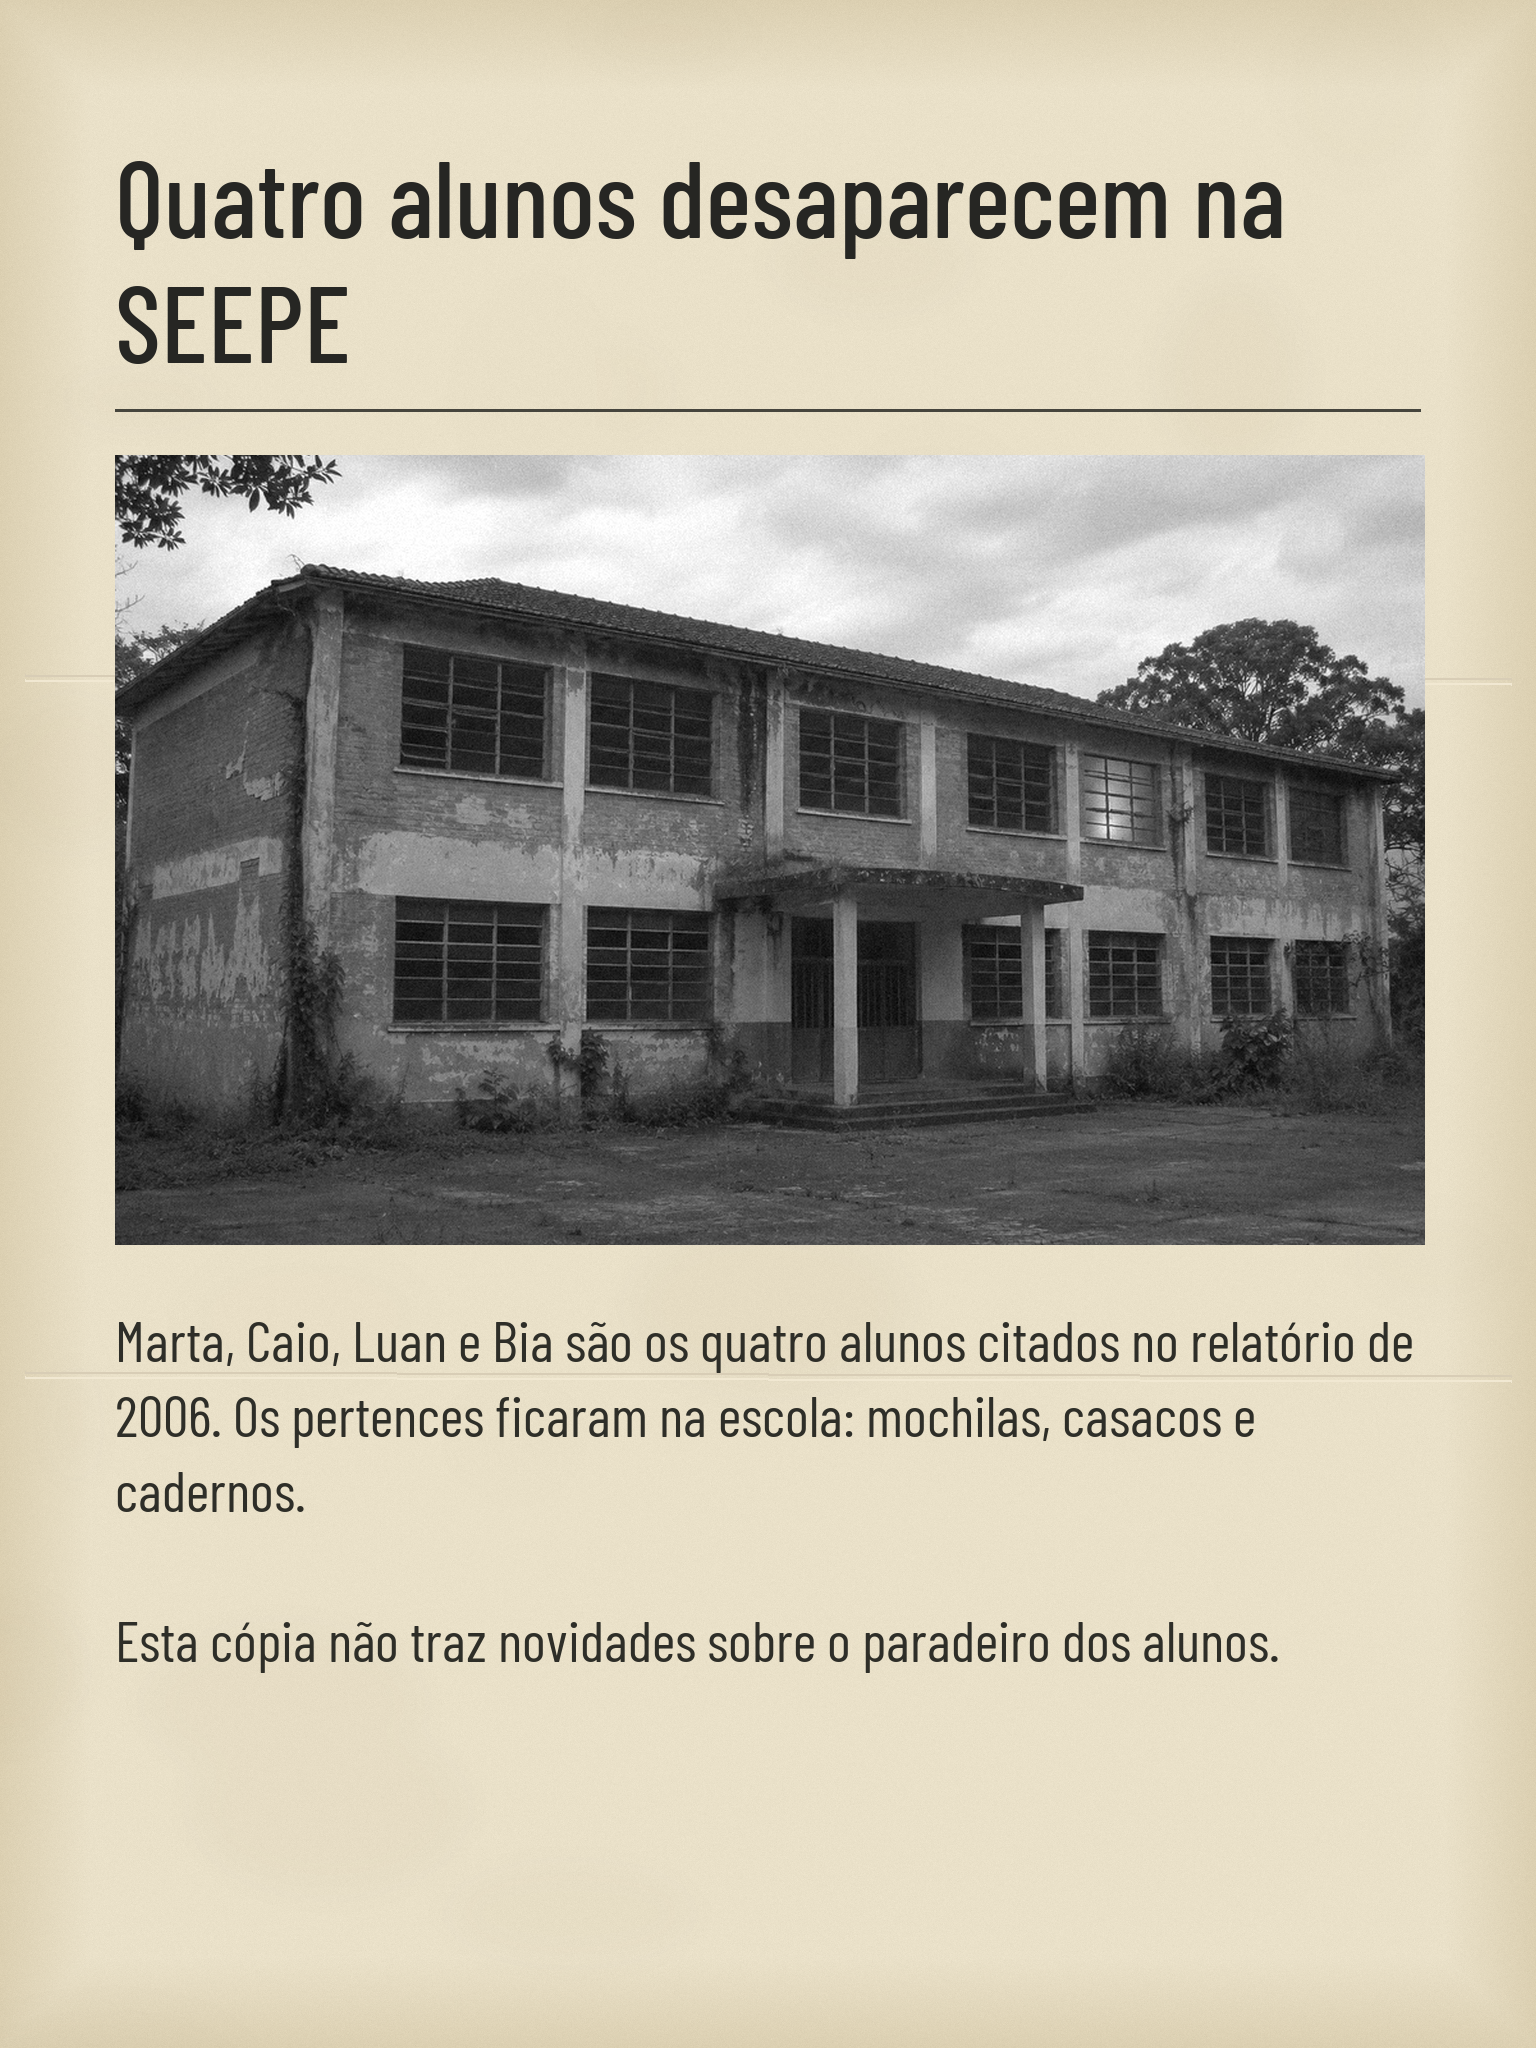 Quatro alunos desaparecem na
SEEPE
Marta, Caio, Luan e Bia são os quatro alunos citados no relatório de
2006. Os pertences ficaram na escola: mochilas, casacos e
cadernos.
Esta cópia não traz novidades sobre o paradeiro dos alunos.